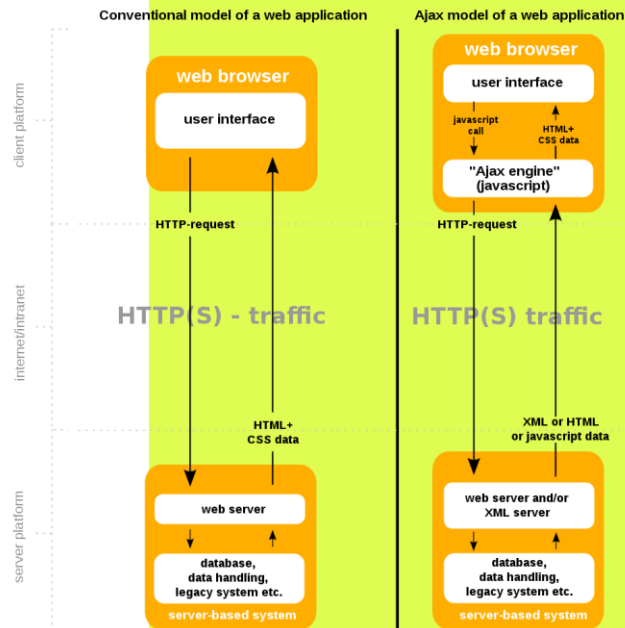 Conventional model of a web application
Ajax model of a web application
client platform
internet/intranet
server platform
web browser
user interface
HTTP-request
HTTP(S) - traffic
HTML+
CSS data
web server
database,
data handling,
legacy system etc.
server-based system
web browser
user interface
javascript
call
HTML+
CSS data
"Ajax engine"
(javascript)
HTTP-request
HTTP(S) traffic
XML or HTML
or javascript data
web server and/or
XML server
database,
data handling,
legacy system etc.
server-based system